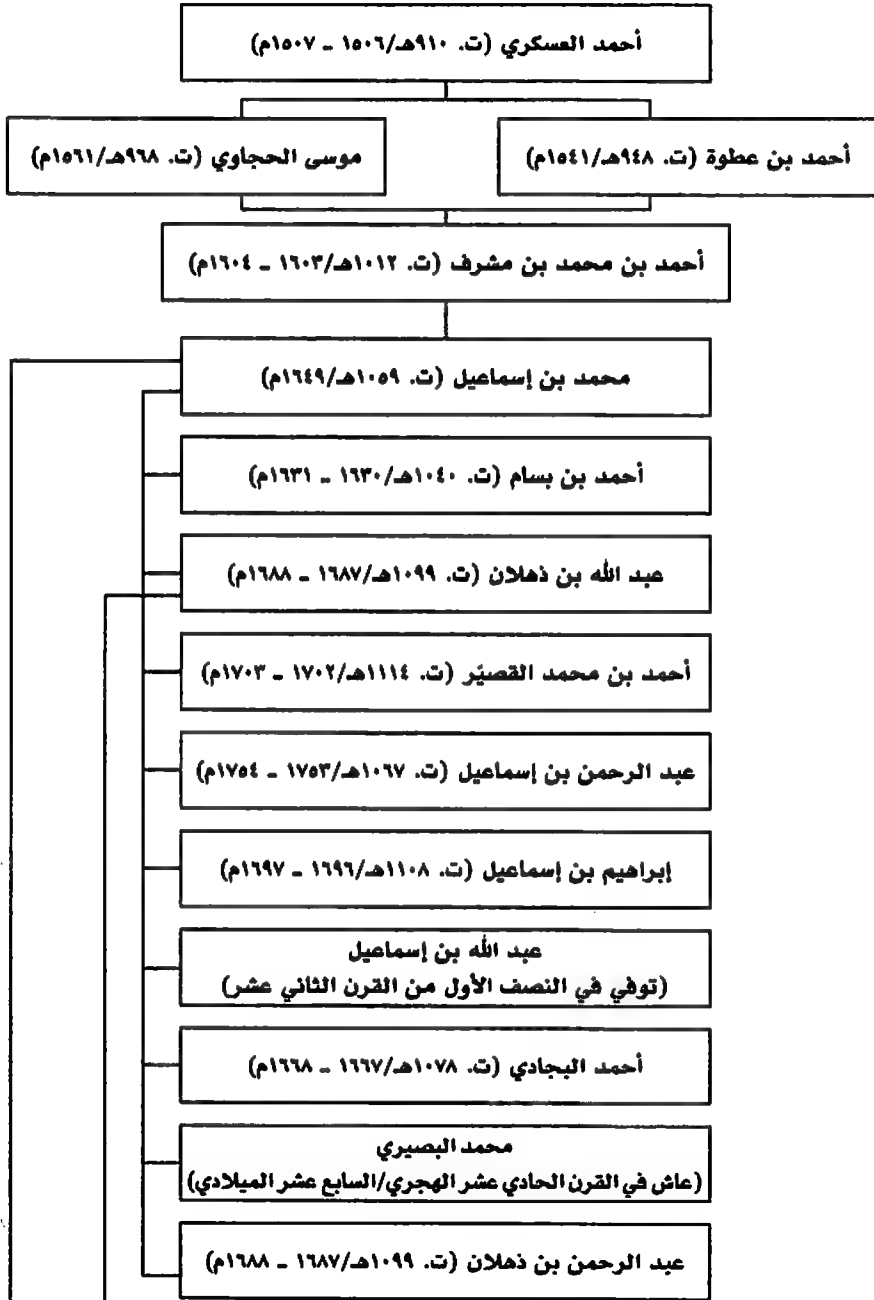 أحمد العسكري (ت. ٩١٠هـ/١٥٠٦ - ١٥٠٧م)
أحمد بن عطوة (ت. ٩٤٨هـ/١٥٤١م)
موسى الحجاوي (ت. ٩٦٨هـ/١٥٦١م)
أحمد بن محمد بن مشرف (ت. ١٠١٢هـ/١٦٠٣ - ١٦٠٤م)
محمد بن إسماعيل (ت. ١٠٥٩هـ/١٦٤٩م)
أحمد بن بسام (ت. ١٠٤٠هـ/١٦٣٠ - ١٦٣١م)
عبد الله بن ذهلان (ت. ١٠٩٩هـ/١٦٨٧ - ١٦٨٨م)
أحمد بن محمد القصيّر (ت. ١١١٤هـ/١٧٠٢ - ١٧٠٣م)
عبد الرحمن بن إسماعيل (ت. ١٠٦٧هـ/١٧٥٣ - ١٧٥٤م)
إبراهيم بن إسماعيل (ت. ١١٠٨هـ/١٦٩٦ - ١٦٩٧م)
عبد الله بن إسماعيل
(توفي في النصف الأول من القرن الثاني عشر)
أحمد البجادي (ت. ١٠٧٨هـ/١٦٦٧ - ١٦٦٨م)
محمد البصيري
(عاش في القرن الحادي عشر الهجري/السابع عشر الميلادي)
عبد الرحمن بن ذهلان (ت. ١٠٩٩هـ/١٦٨٧ - ١٦٨٨م)